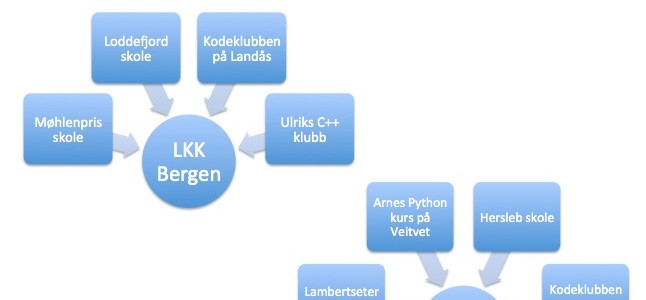 Loddefjord
skole
Kodeklubben
på Landås
Møhlenpris
skole
Ulriks C++
klubb
LKK
Bergen
Arnes Python
kurs på
Veitvet
Hersleb skole
Lambertseter
Kodeklubben